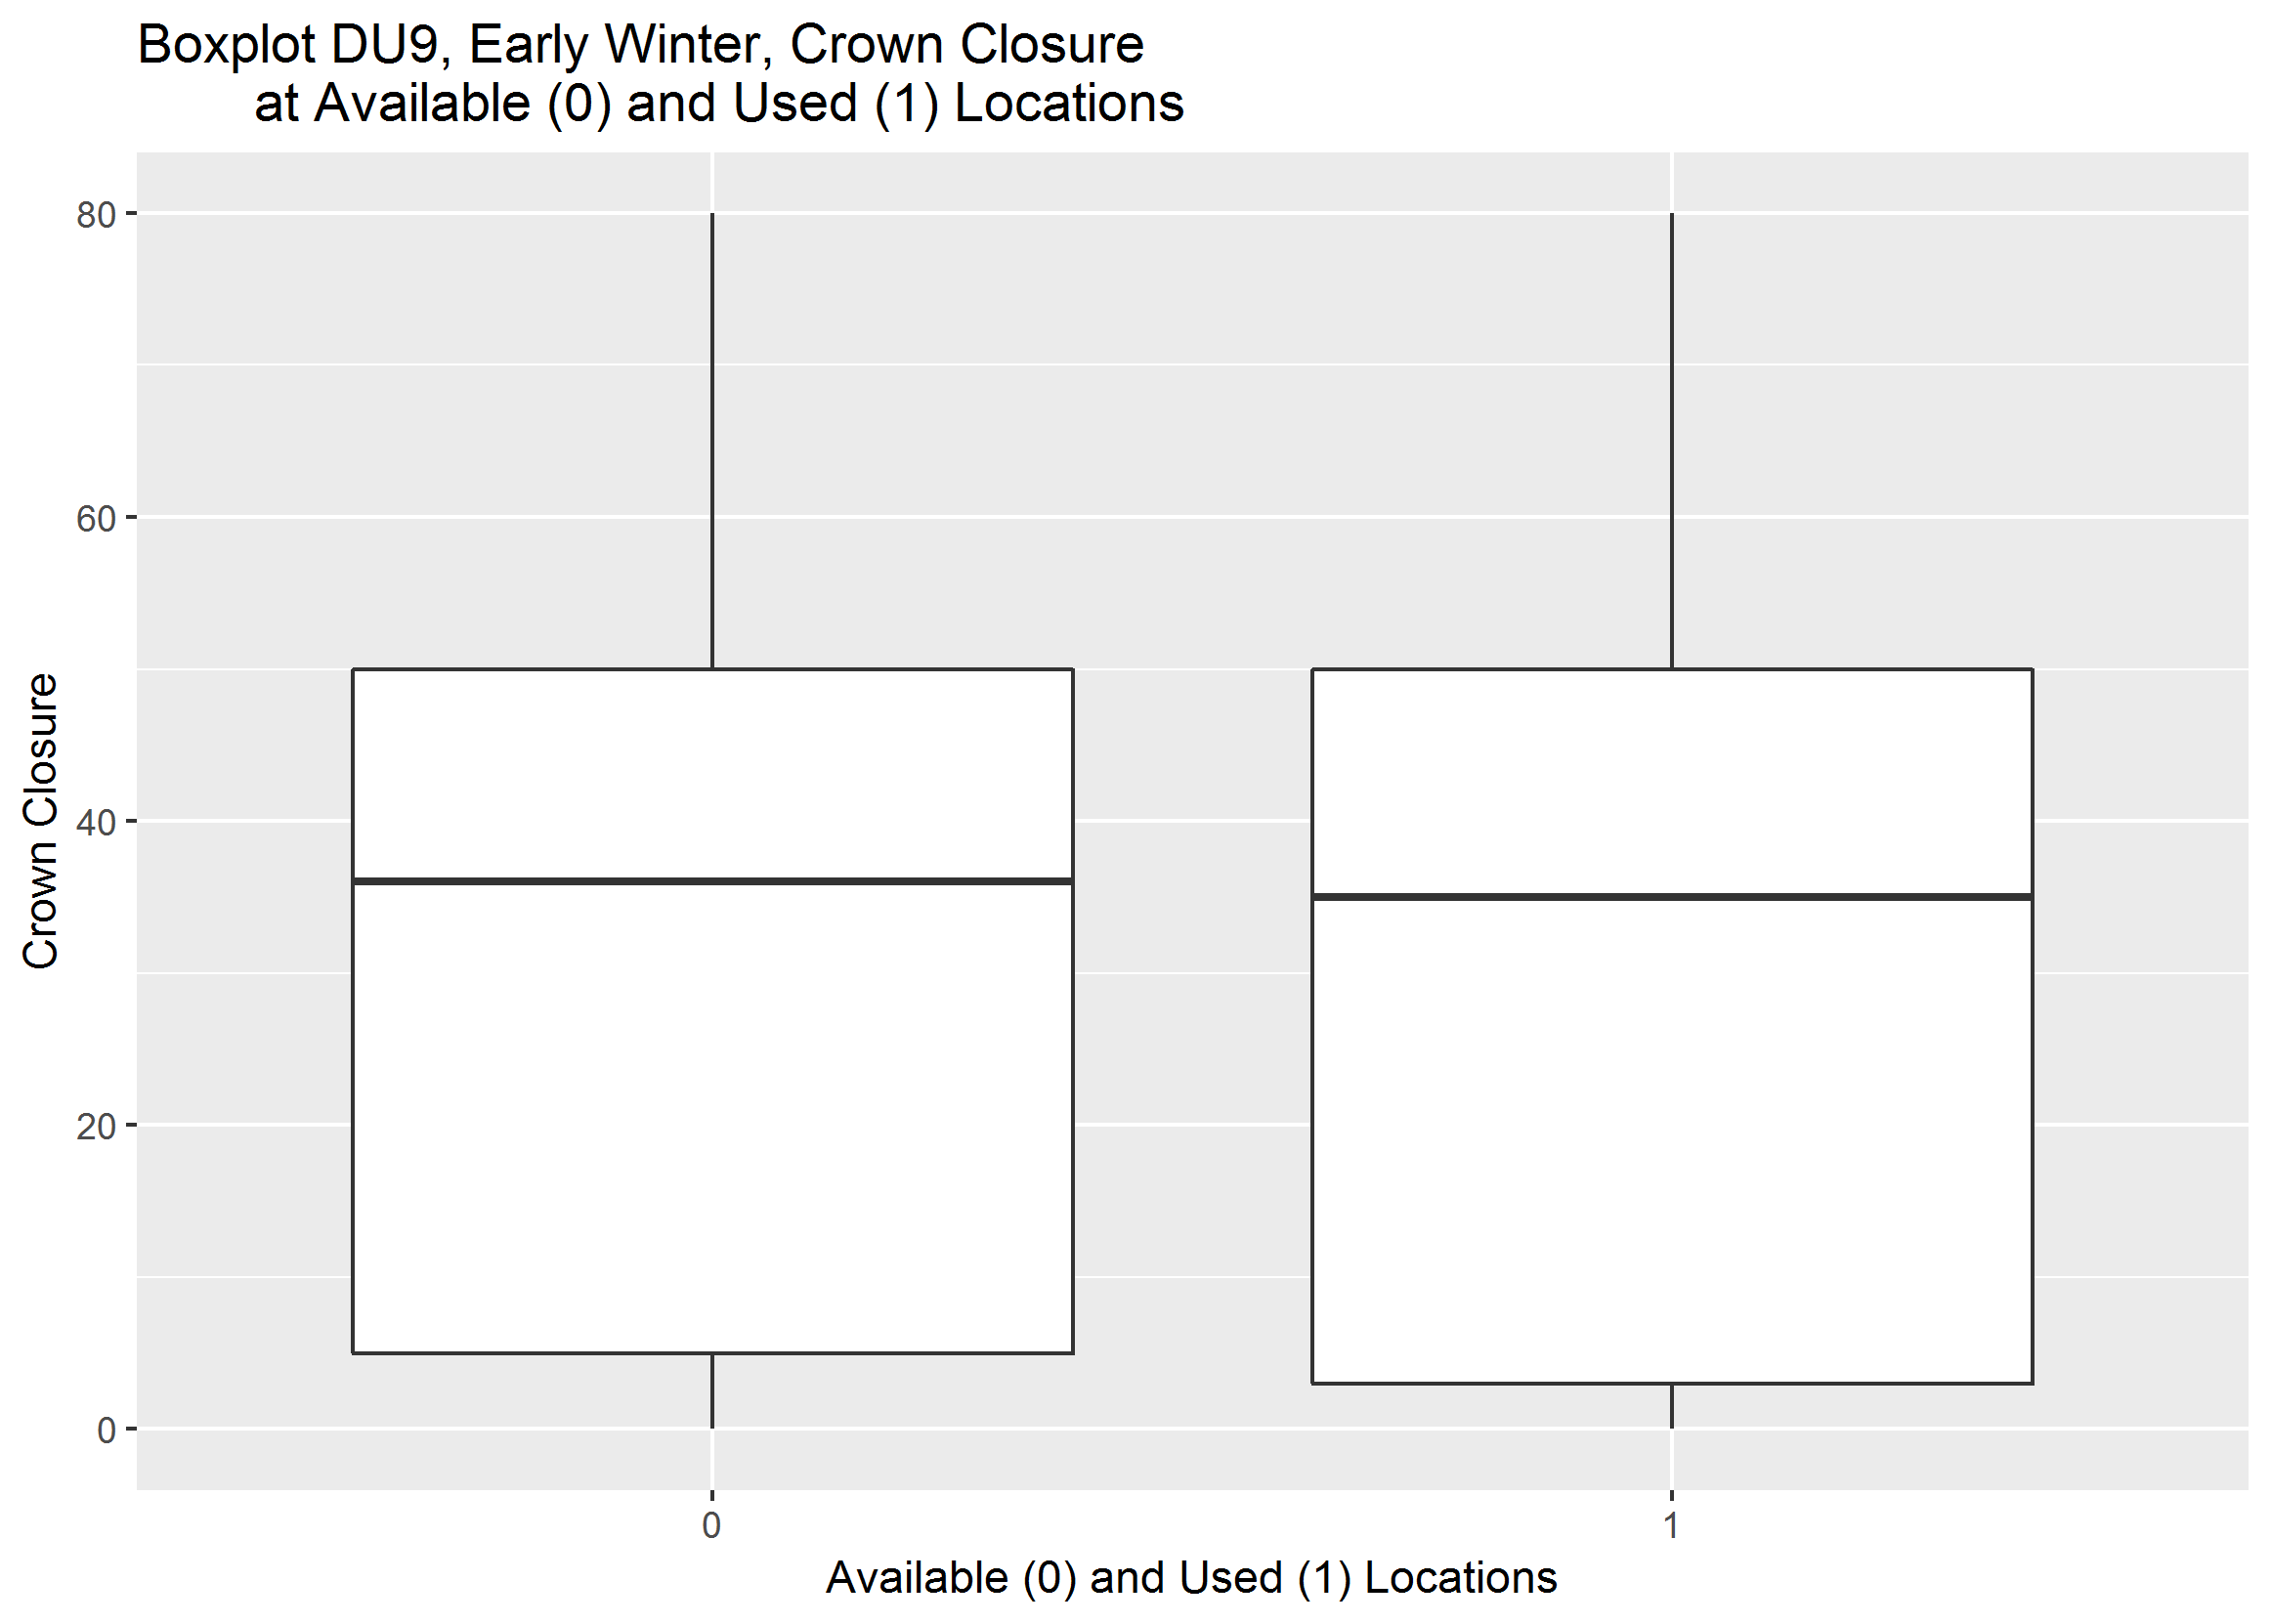 Boxplot DU9, Early Winter, Crown Closure
at Available (0) and Used (1) Locations
80
60
40
20
0
Crown Closure
0
1
Available (0) and Used (1) Locations